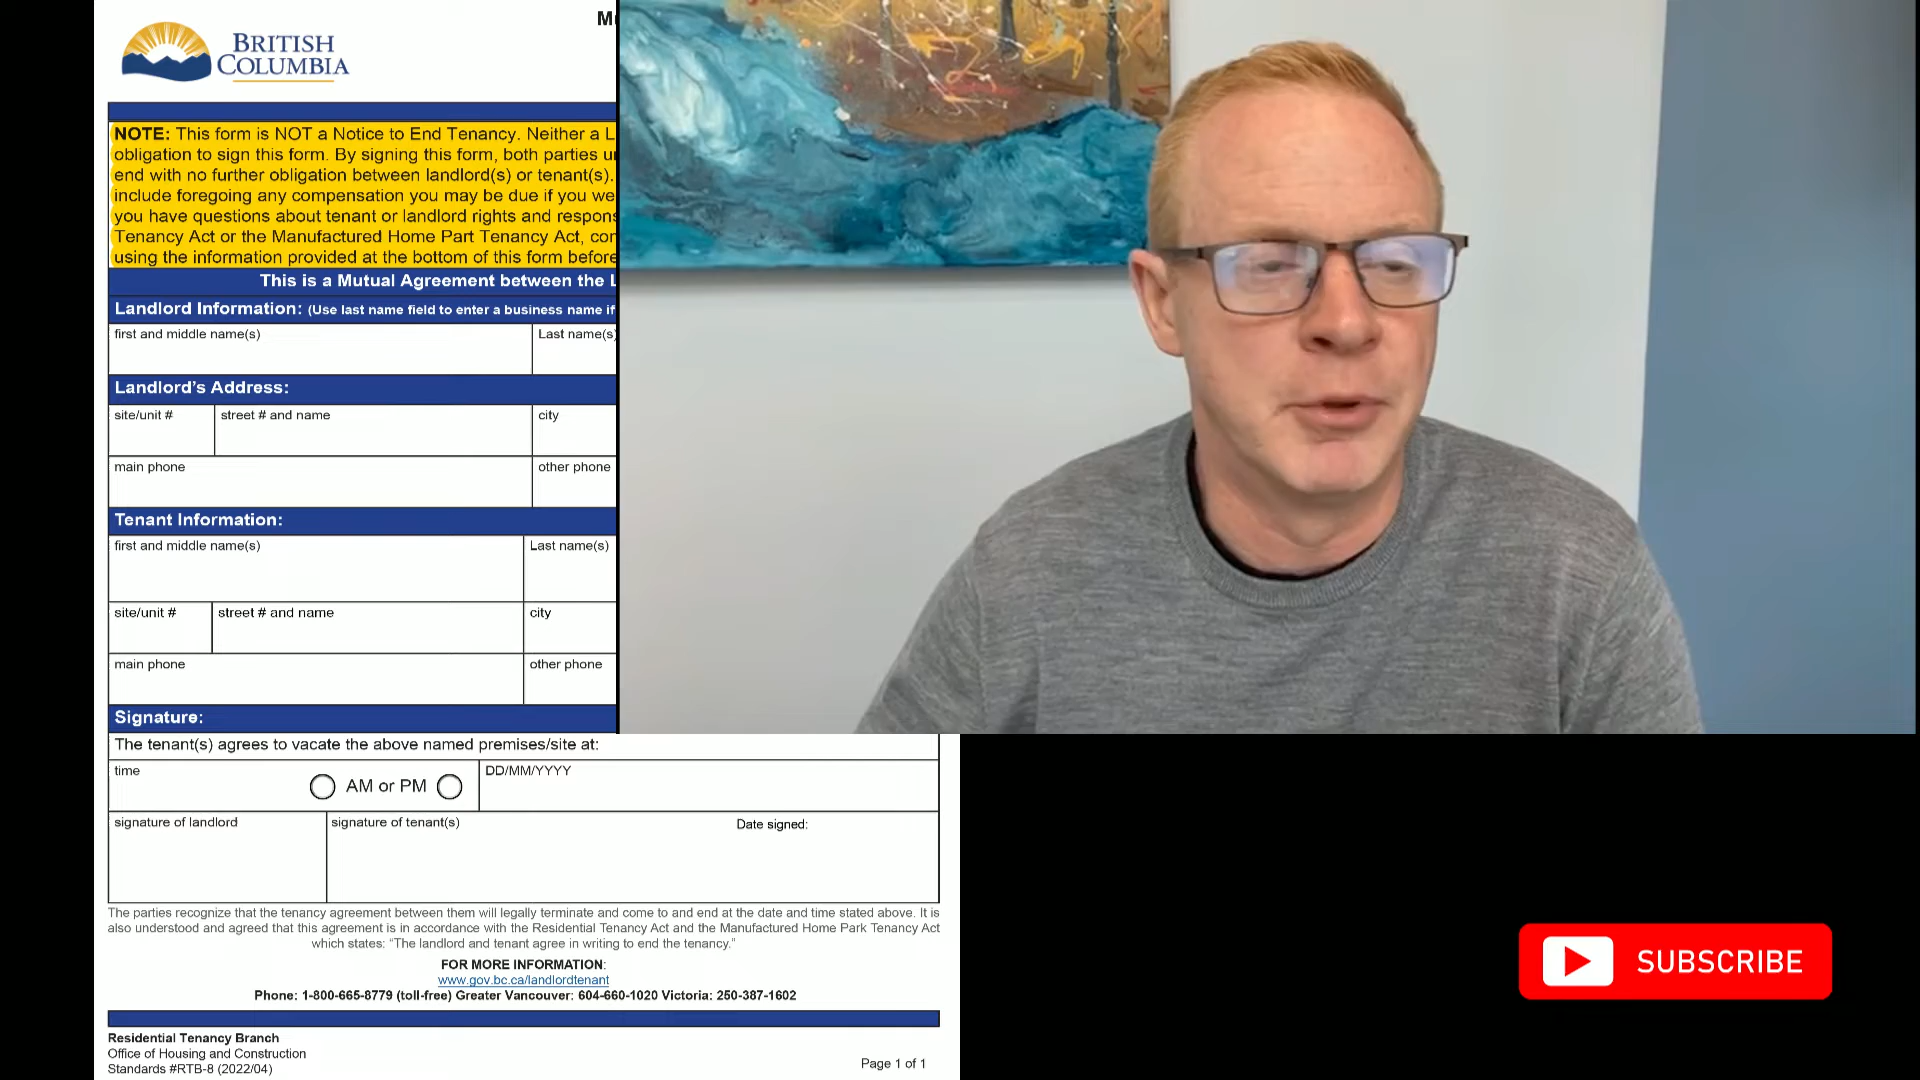 BRITISH
COLUMBIA
NOTE: This form is NOT a Notice to End Tenancy. Neither a L
obligation to sign this form. By signing this form, both parties
end with no further obligation between landlord(s) or tenant(s).
include foregoing any compensation you may be due if you we
you have questions about tenant or landlord rights and respons
Tenancy Act or the Manufactured Home Part Tenancy Act,
using the information provided at the bottom of this form before
This is a Mutual Agreement between the L
Landlord Information: (Use last name field to enter a business name if
first and middle name(s)
Last name(s)
Landlord's Address:
site/unit #
street # and name
city
main phone
other phone
Tenant Information:
first and middle name(s)
Last name(s)
site/unit #
street # and name
city
main phone
other phone
Signature:
The tenant(s) agrees to vacate the above named premises/site at:
time
AM or PM
DD/MM/YYYY
signature of landlord
signature of tenant(s)
Date signed:
The parties recognize that the tenancy agreement between them will legally terminate and come to and end at the date and time stated above. It is
also understood and agreed that this agreement is in accordance with the Residential Tenancy Act and the Manufactured Home Park Tenancy Act
which states: “The landlord and tenant agree in writing to end the tenancy.”
FOR MORE INFORMATION:
www.gov.bc.ca/landlordtenant
Phone: 1-800-665-8779 (toll-free) Greater Vancouver: 604-660-1020 Victoria: 250-387-1602
Residential Tenancy Branch
Office of Housing and Construction
Standards #RTB-8 (2022/04)
Page 1 of 1
SUBSCRIBE